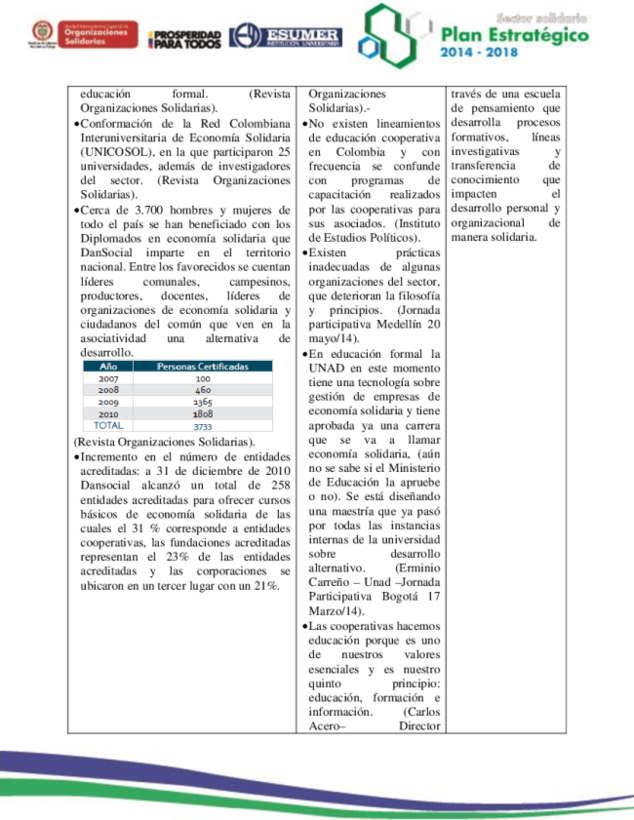 Unidad Administrativa Especial de
Organizaciones
Solidarias
PROSPERIDAD
PARA TODOS
ESUMER
INSTITUCIÓN UNIVERSITARIA
Sector solidario
Plan Estratégico
2014 - 2018
educación formal. (Revista
Organizaciones Solidarias).
•Conformación de la Red Colombiana
Interuniversitaria de Economía Solidaria
(UNICOSOL), en la que participaron 25
universidades, además de investigadores
del sector. (Revista Organizaciones
Solidarias).
•Cerca de 3.700 hombres y mujeres de
todo el país se han beneficiado con los
Diplomados en economía solidaria que
DanSocial imparte en el territorio
nacional. Entre los favorecidos se cuentan
líderes comunales, campesinos,
productores, docentes, líderes de
organizaciones de economía solidaria y
ciudadanos del común que ven en la
asociatividad una alternativa de
desarrollo.
Año Personas Certificadas
2007 100
2008 460
2009 1365
2010 1808
TOTAL 3733
(Revista Organizaciones Solidarias).
•Incremento en el número de entidades
acreditadas: a 31 de diciembre de 2010
Dansocial alcanzó un total de 258
entidades acreditadas para ofrecer cursos
básicos de economía solidaria de las
cuales el 31 % corresponde a entidades
cooperativas, las fundaciones acreditadas
representan el 23% de las entidades
acreditadas y las corporaciones se
ubicaron en un tercer lugar con un 21%.
Organizaciones
Solidarias).-
•No existen lineamientos
de educación cooperativa
en Colombia y con
frecuencia se confunde
con programas de
capacitación realizados
por las cooperativas para
sus asociados. (Instituto
de Estudios Políticos).
•Existen prácticas
inadecuadas de algunas
organizaciones del sector,
que deterioran la filosofía
y principios. (Jornada
participativa Medellín 20
mayo/14).
•En educación formal la
UNAD en este momento
tiene una tecnología sobre
gestión de empresas de
economía solidaria y tiene
aprobada ya una carrera
que se va a llamar
economía solidaria, (aún
no se sabe si el Ministerio
de Educación la apruebe
o no). Se está diseñando
una maestría que ya pasó
por todas las instancias
internas de la universidad
sobre desarrollo
alternativo. (Erminio
Carreño – Unad –Jornada
Participativa Bogotá 17
Marzo/14).
•Las cooperativas hacemos
educación porque es uno
de nuestros valores
esenciales y es nuestro
quinto principio:
educación, formación e
información. (Carlos
Acero– Director
través de una escuela
de pensamiento que
desarrolla procesos
formativos, líneas
investigativas y
transferencia de
conocimiento que
impacten el
desarrollo personal y
organizacional de
manera solidaria.